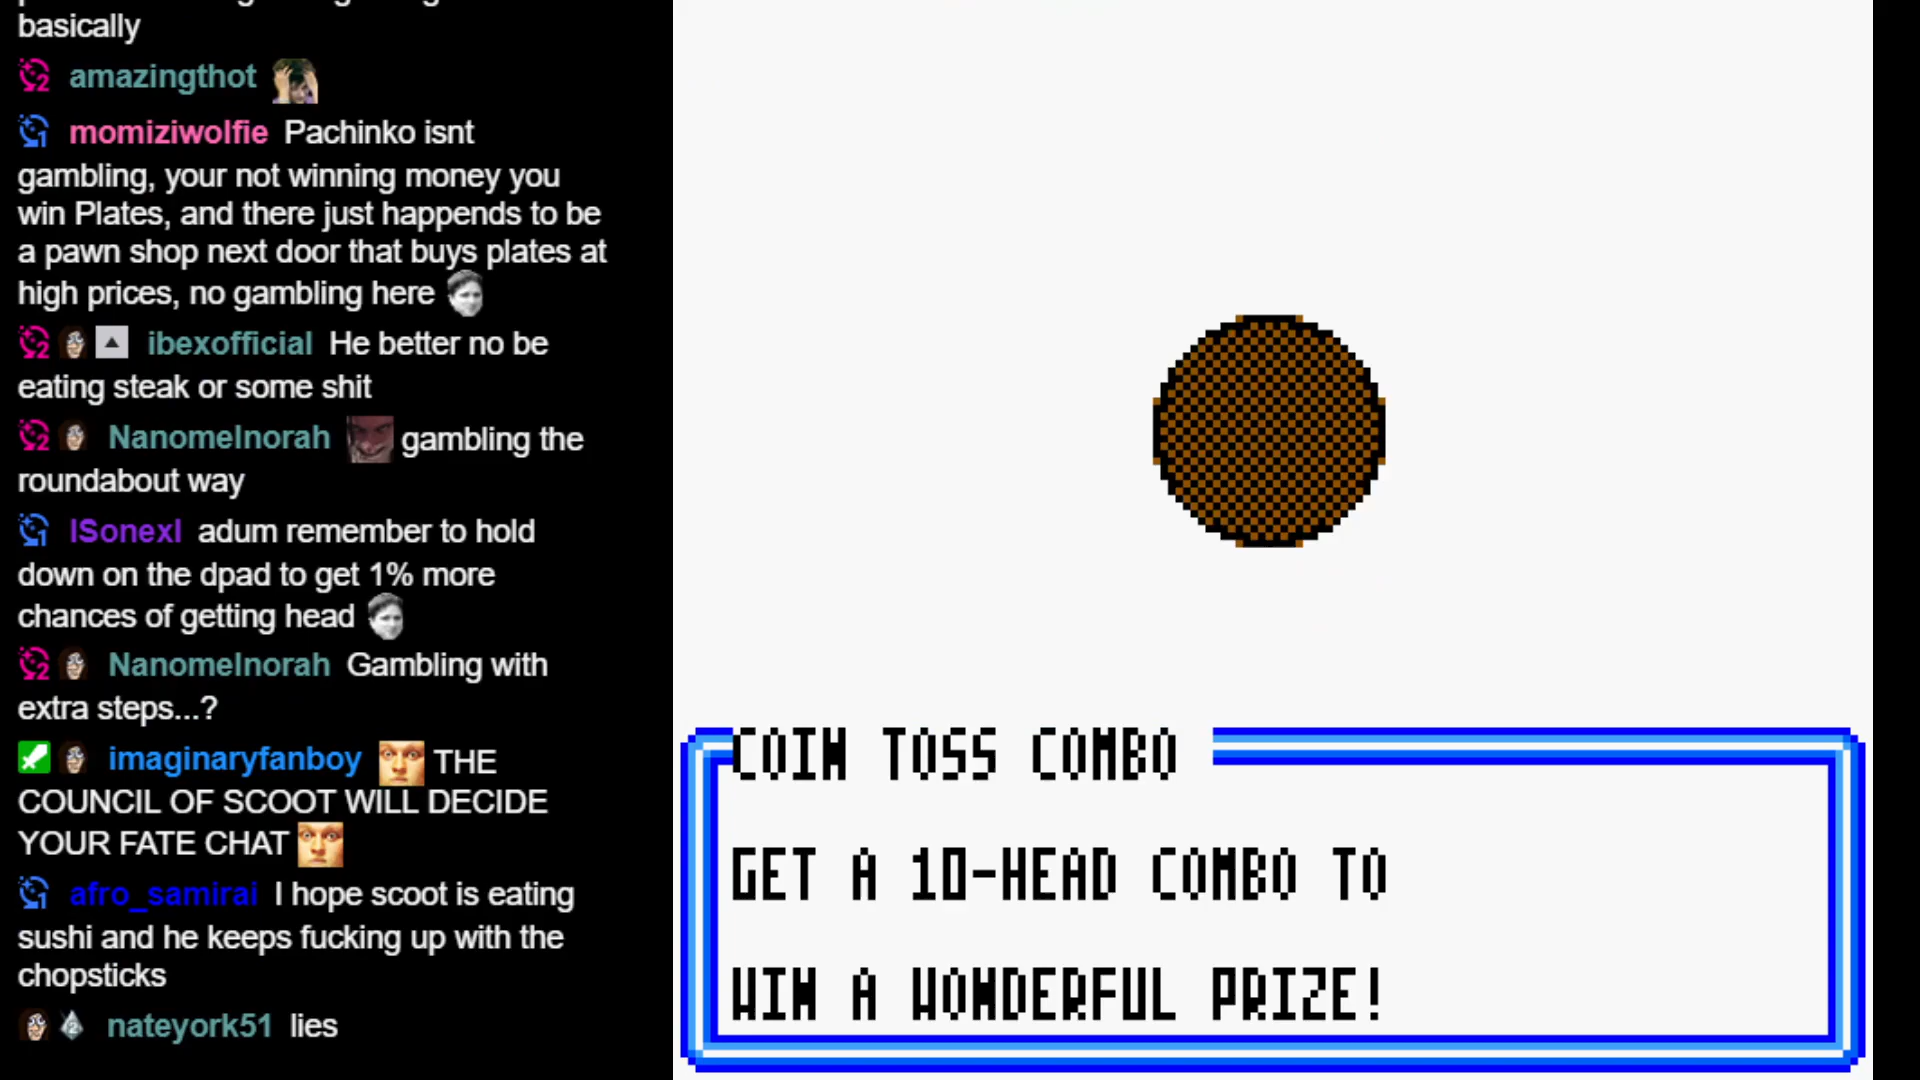 basically
amazingthot
momiziwolfie Pachinko isnt
gambling, your not winning money you
win Plates, and there just happends to be
a pawn shop next door that buys plates at
high prices, no gambling here
ibexofficial He better no be
eating steak or some shit
NanomeInorah gambling the
roundabout way
ISonexI adum remember to hold
down on the dpad to get 1% more
chances of getting head
NanomeInorah Gambling with
extra steps...?
imaginaryfanboy THE
COUNCIL OF SCOOT WILL DECIDE
YOUR FATE CHAT
afro_samirai I hope scoot is eating
sushi and he keeps fucking up with the
chopsticks
nateyork51 lies
COIN TOSS COMBO
GET A 10-HEAD COMBO TO
WIN A WONDERFUL PRIZE!